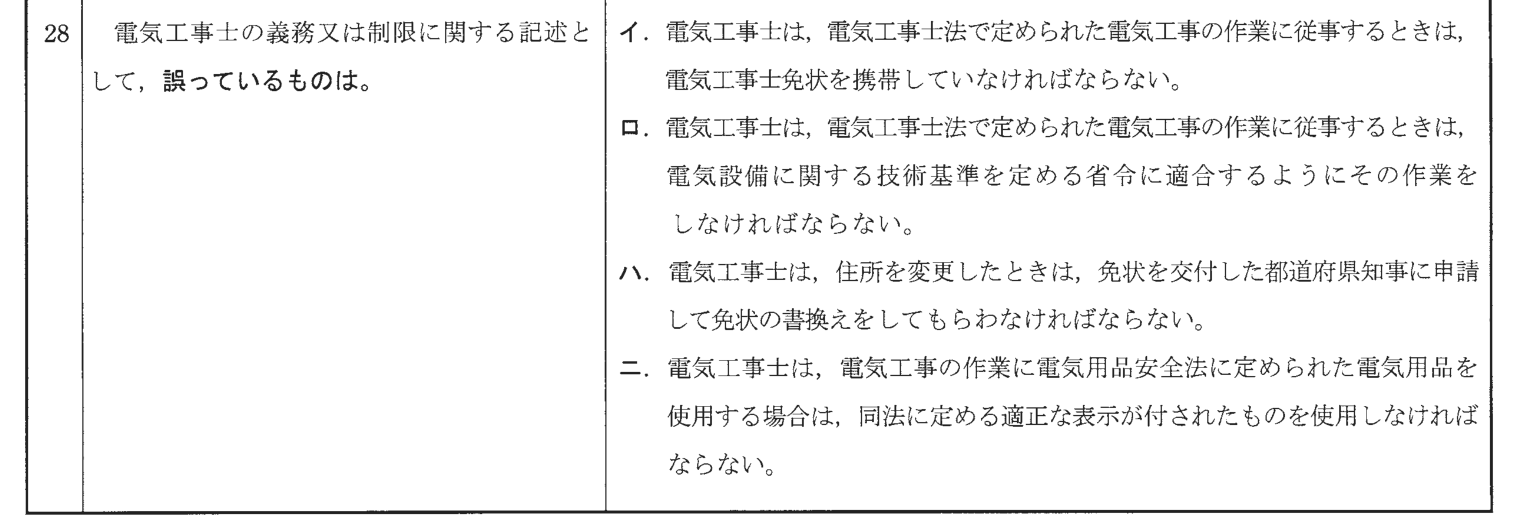 28
電気工事士の義務又は制限に関する記述と
して，誤っているものは。
イ．電気工事士は，電気工事士法で定められた電気工事の作業に従事するときは，
電気工事士免状を携帯していなければならない。
ロ．電気工事士は，電気工事士法で定められた電気工事の作業に従事するときは，
電気設備に関する技術基準を定める省令に適合するようにその作業を
しなければならない。
ハ．電気工事士は，住所を変更したときは，免状を交付した都道府県知事に申請
して免状の書換えをしてもらわなければならない。
ニ．電気工事士は，電気工事の作業に電気用品安全法に定められた電気用品を
使用する場合は，同法に定める適正な表示が付されたものを使用しなければ
ならない。